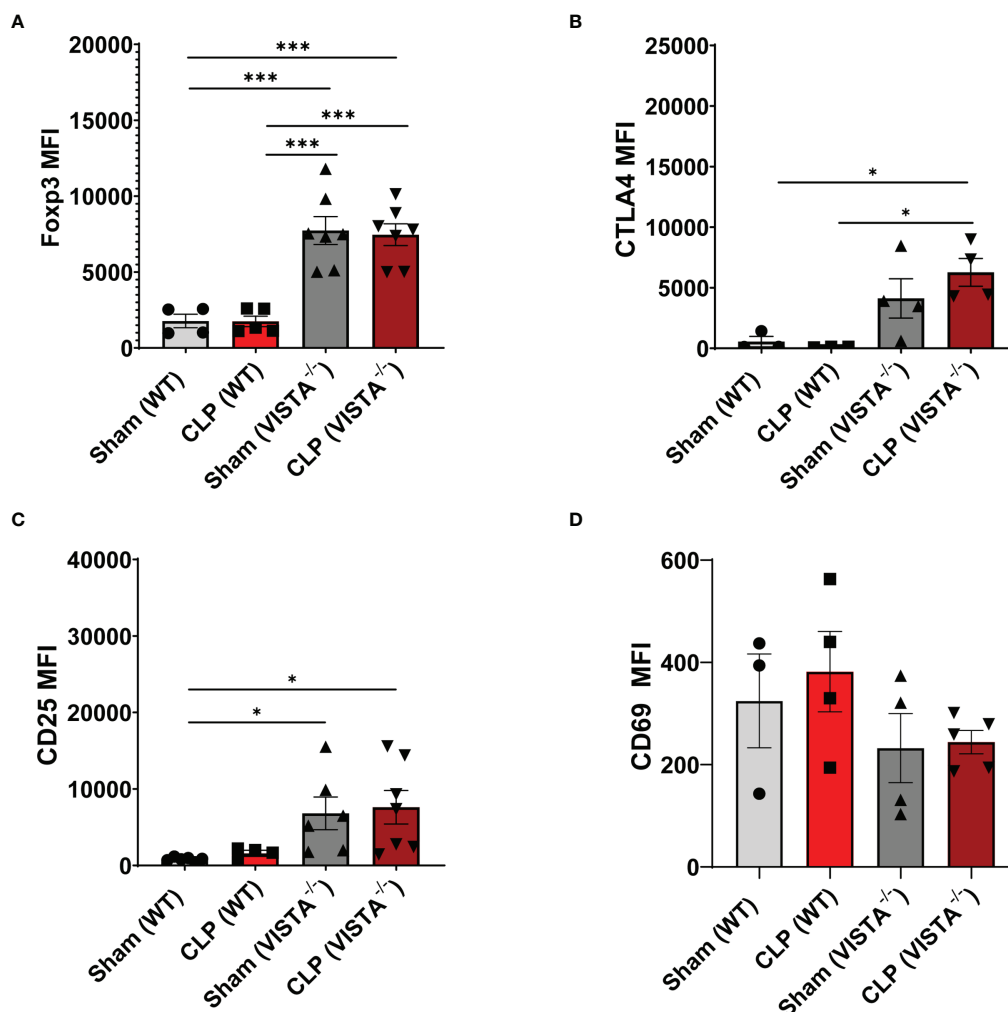 A
Foxp3 MFI
20000
15000
10000
5000
0
***
***
***
***
Sham (WT)
CLP (WT)
Sham (VISTA-/-)
CLP (VISTA-/-)
B
CTLA4 MFI
25000
20000
15000
10000
5000
0
*
*
Sham (WT)
CLP (WT)
Sham (VISTA-/-)
CLP (VISTA-/-)
C
CD25 MFI
40000
30000
20000
10000
0
*
*
Sham (WT)
CLP (WT)
Sham (VISTA-/-)
CLP (VISTA-/-)
D
CD69 MFI
600
400
200
0
Sham (WT)
CLP (WT)
Sham (VISTA-/-)
CLP (VISTA-/-)